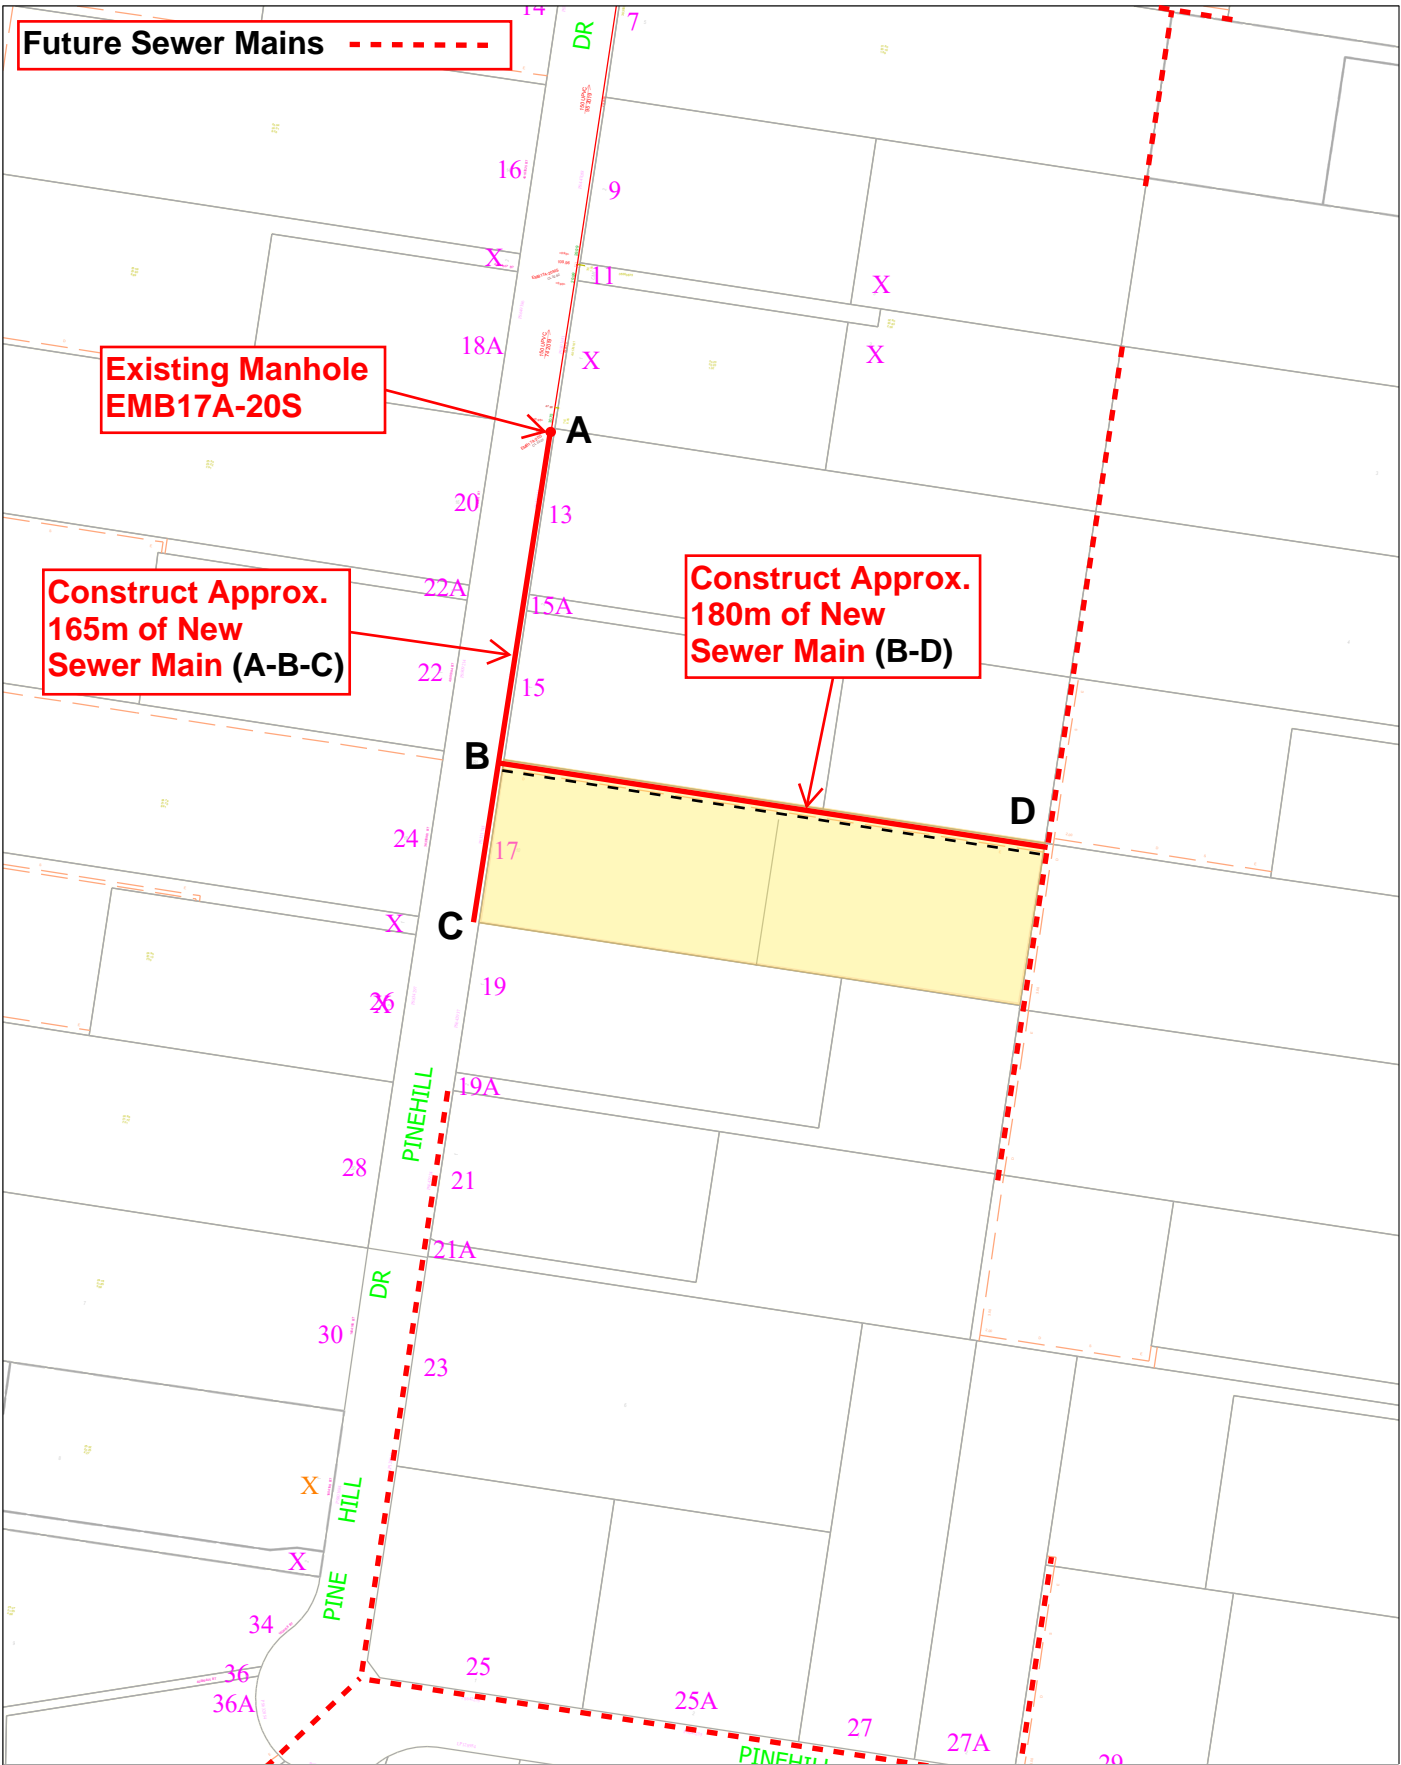 14
DR
7
Future Sewer Mains
16
9
X
11
X
18A
X
X
Existing Manhole
EMB17A-20S
A
20
13
22A
15A
Construct Approx.
165m of New
Sewer Main (A-B-C)
Construct Approx.
180m of New
Sewer Main (B-D)
22
15
B
D
24
17
X
C
26
X
19
19A
PINEHILL
28
21
21A
DR
30
23
X
HILL
X
PINE
34
36
36A
25
25A
27
27A
PINEHILL
29